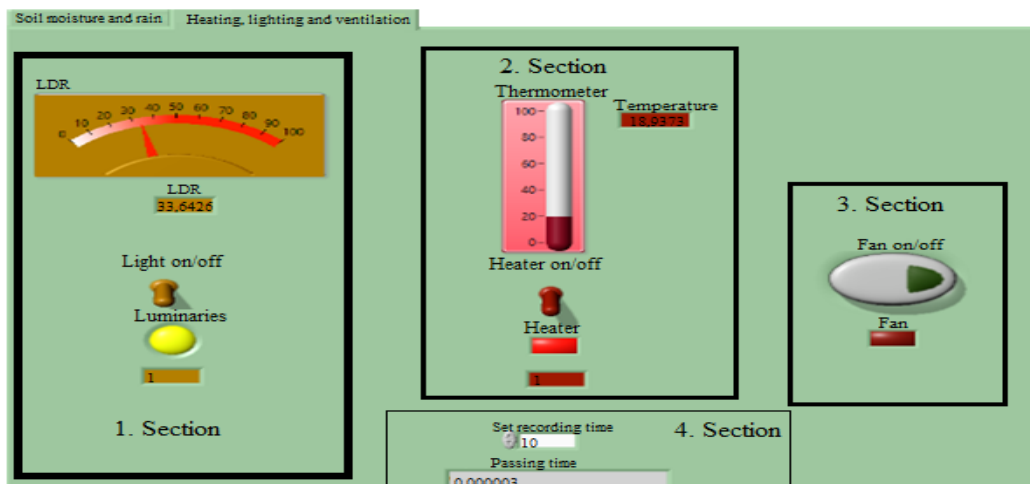 Soil moisture and rain
Heating, lighting and ventilation
LDR
0 10 20 30 40 50 60 70 80 90 100
LDR
33,6426
Light on/off
Luminaries
1
1. Section
2. Section
Thermometer
100
80
60
40
20
0
Temperature
18,9373
Heater on/off
Heater
1
3. Section
Fan on/off
Fan
Set recording time
10
4. Section
Passing time
0,000003